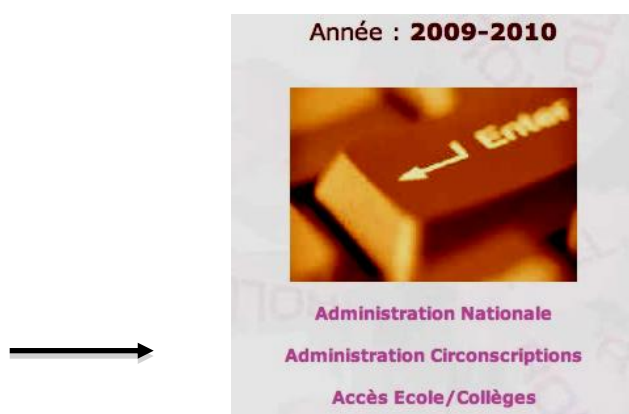 Année : 2009-2010
Enter
Administration Nationale
Administration Circonscriptions
Accès Ecole/Collèges